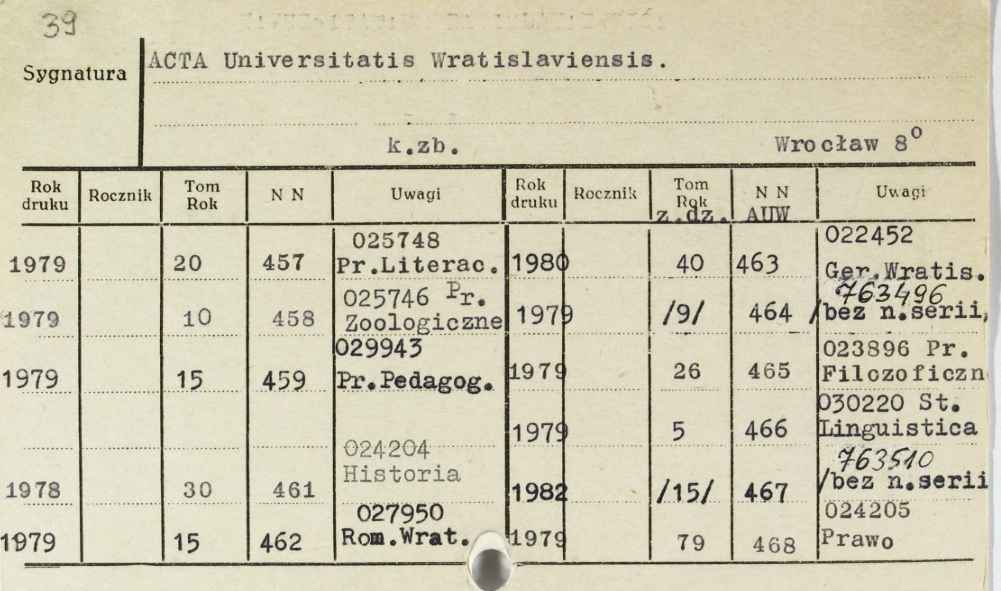 39
Sygnatura
ACTA Universitatis Wratislaviensis.
k.zb. Wrocław 8°
Rok druku Rocznik Tom Rok N N Uwagi Rok druku Rocznik Tom Rok z.dz. N N AUW Uwagi
1979 20 457 025748 Pr.Literac.
1979 10 458 025746 Pr. Zoologiczne
1979 15 459 029943 Pr.Pedagog.
1978 30 461 024204 Historia
1979 15 462 027950 Rom.Wrat.
1980 40 463 022452 Ger.Wratis.
1979 /9/ 464 763496 /bez n.serii,
1979 26 465 023896 Pr. Filczoficzn
1979 5 466 030220 St. Linguistica
1982 /15/ 467 763510 /bez n.serii
1979 79 468 024205 Prawo